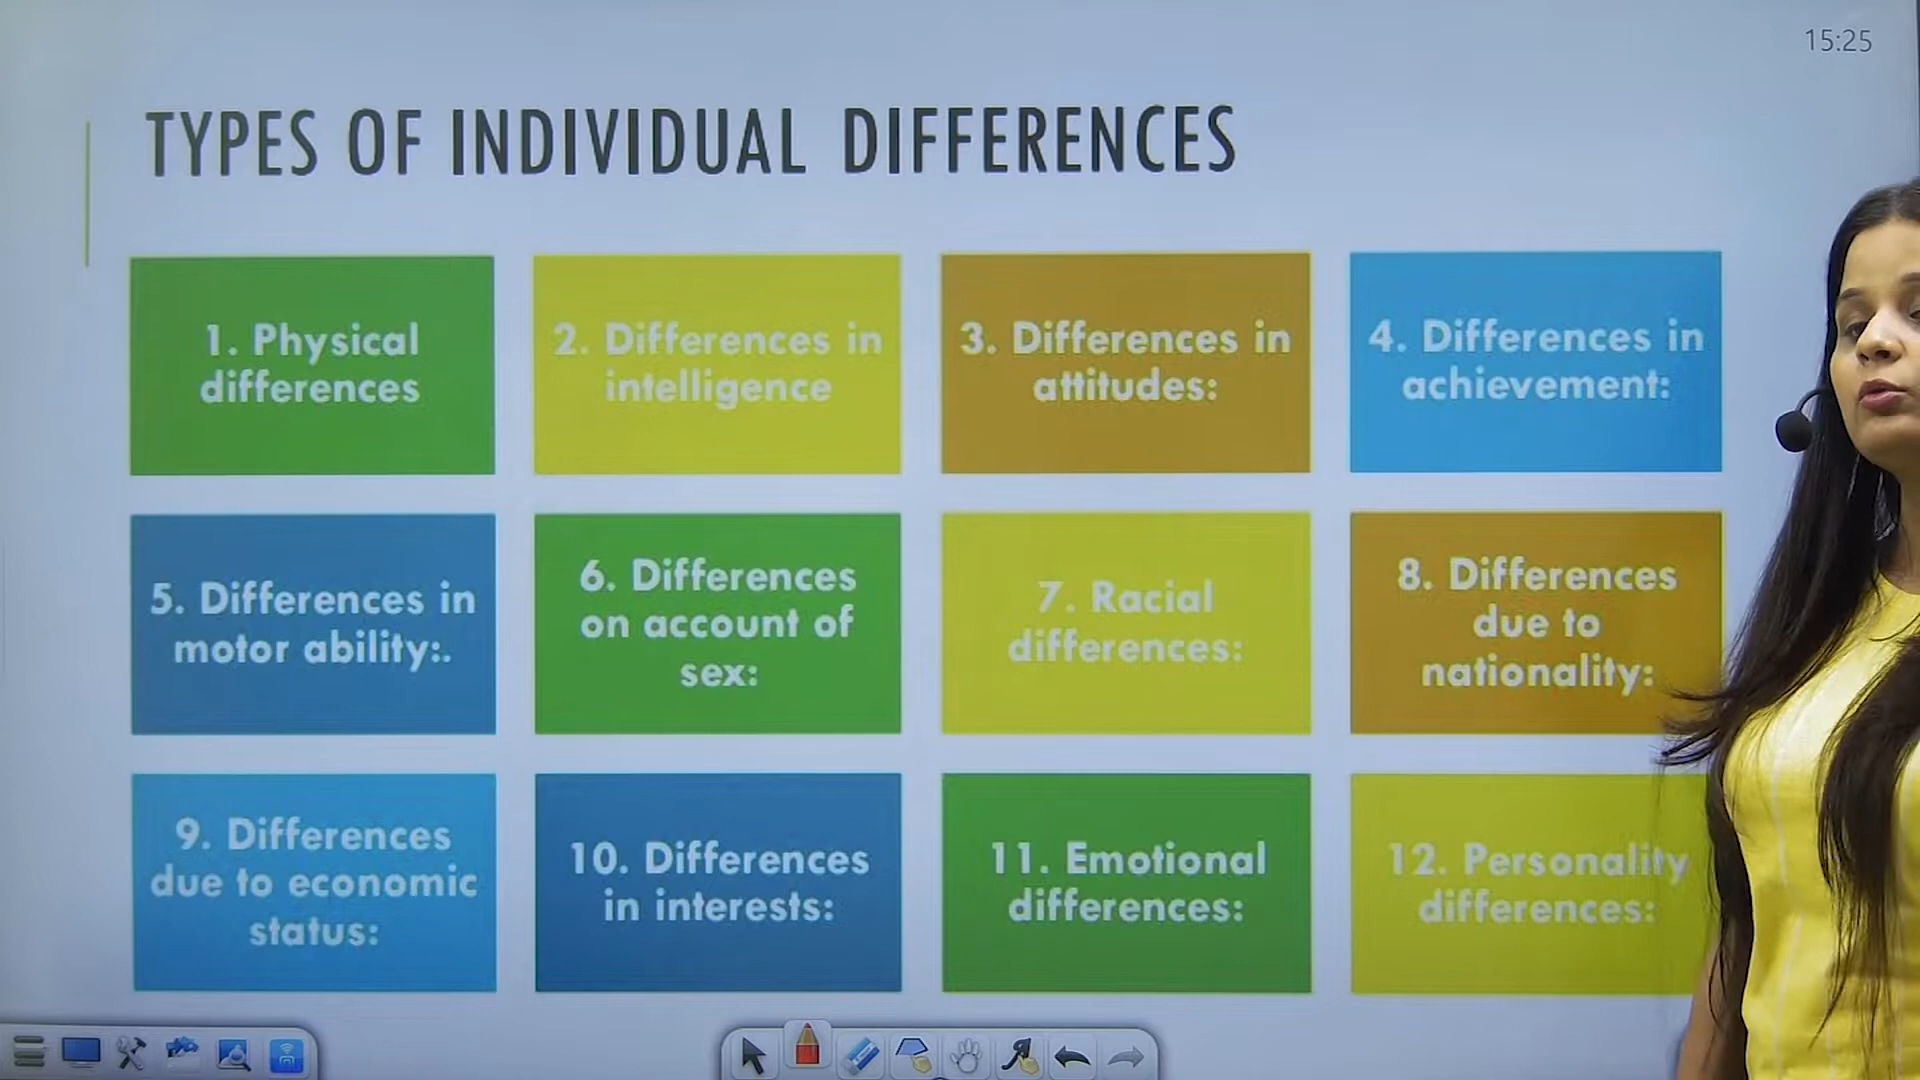 15:25
TYPES OF INDIVIDUAL DIFFERENCES
1. Physical
differences
2. Differences in
intelligence
3. Differences in
attitudes:
4. Differences in
achievement:
5. Differences in
motor ability:.
6. Differences
on account of
sex:
7. Racial
differences:
8. Differences
due to
nationality:
9. Differences
due to economic
status:
10. Differences
in interests:
11. Emotional
differences:
12. Personality
differences: